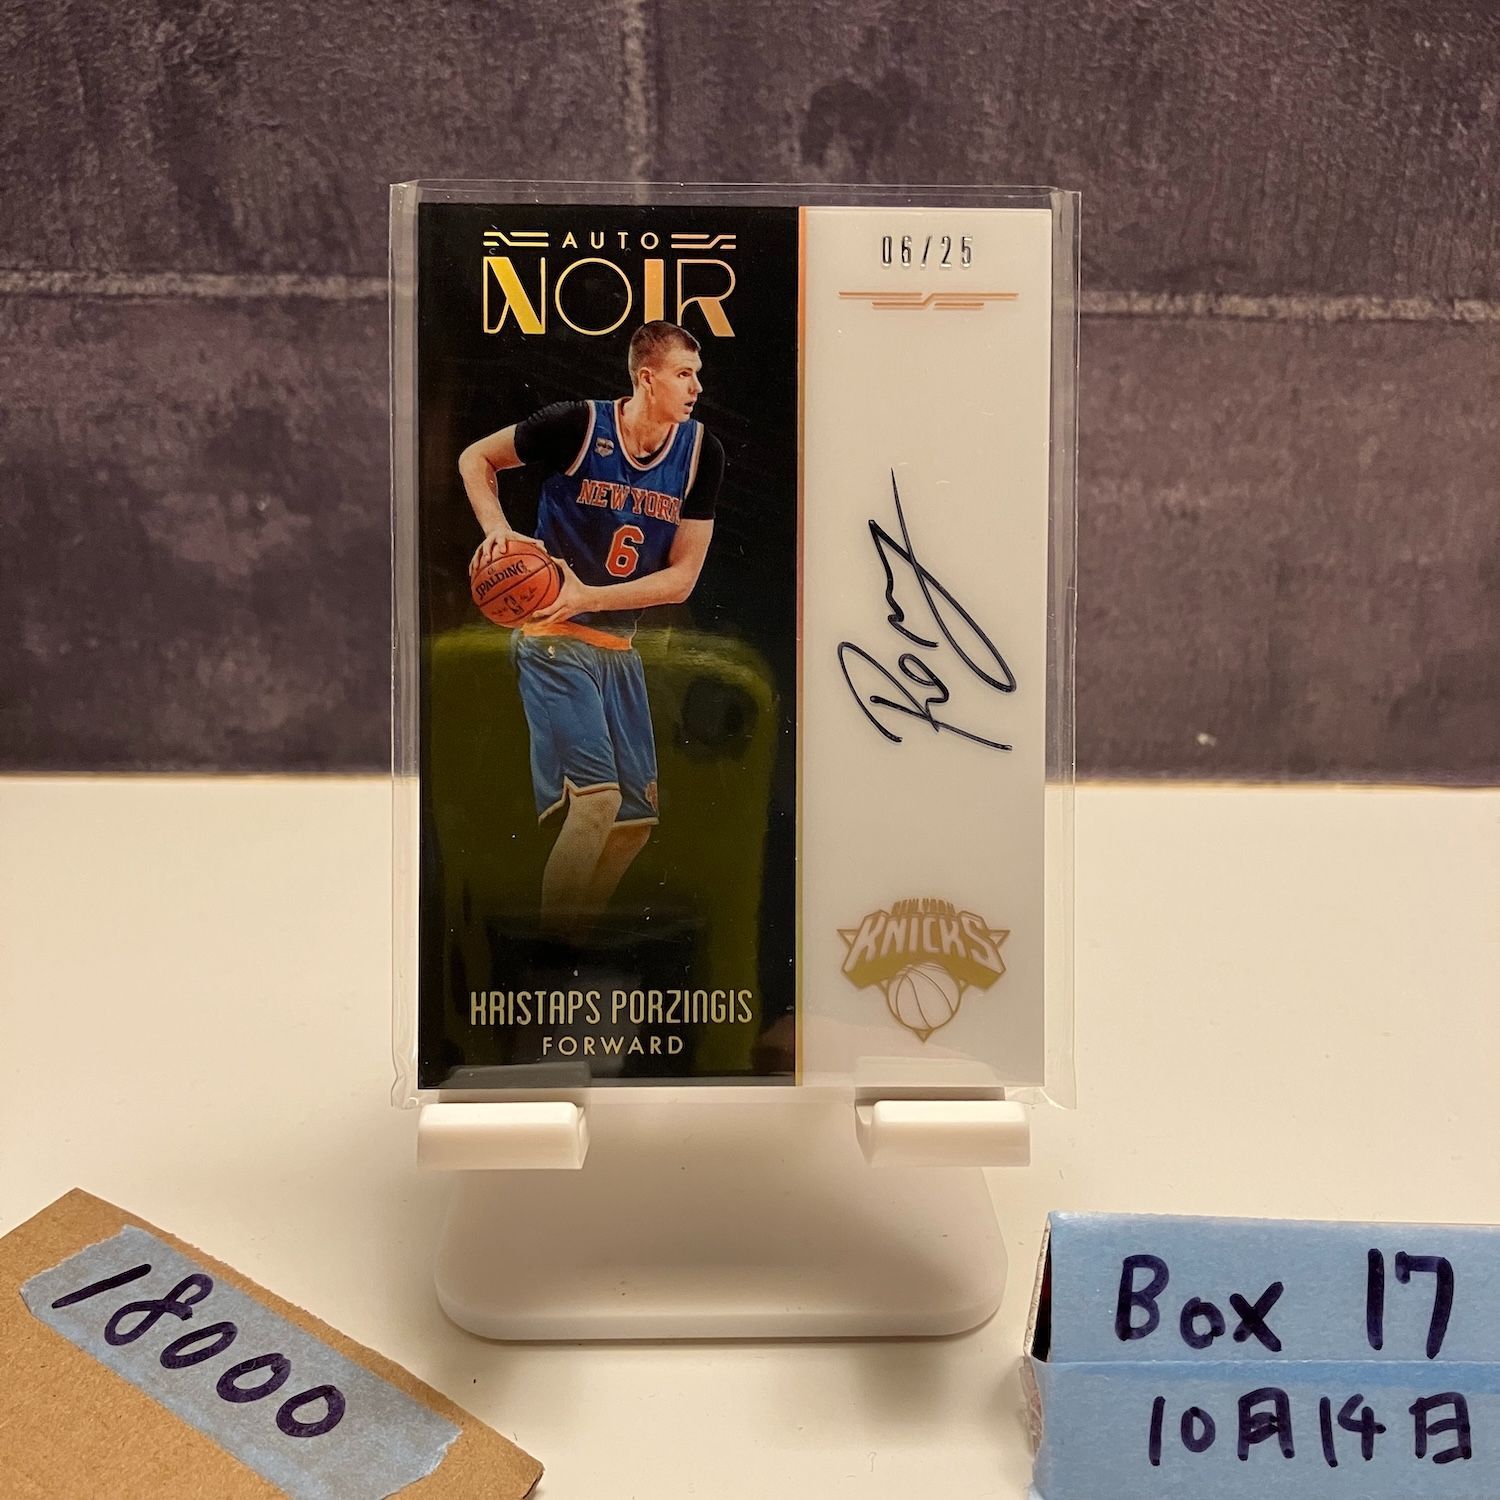 AUTO
NOIR
06/25
NEW YORK
6
SPALDING
Porz
NEW YORK
KNICKS
KRISTAPS PORZINGIS
FORWARD
18000
Box 17
10月14日